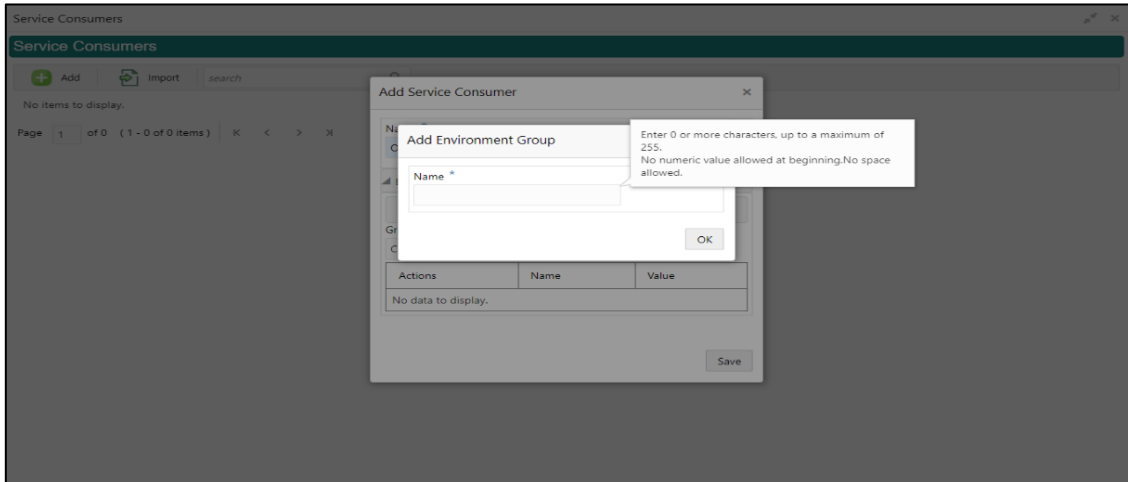 Service Consumers
Service Consumers
Add Import search
No items to display.
Page 1 of 0 (1 - 0 of 0 items)
Add Service Consumer
Add Environment Group
Enter 0 or more characters, up to a maximum of
255.
No numeric value allowed at beginning.No space
allowed.
Name *
OK
Actions Name Value
No data to display.
Save